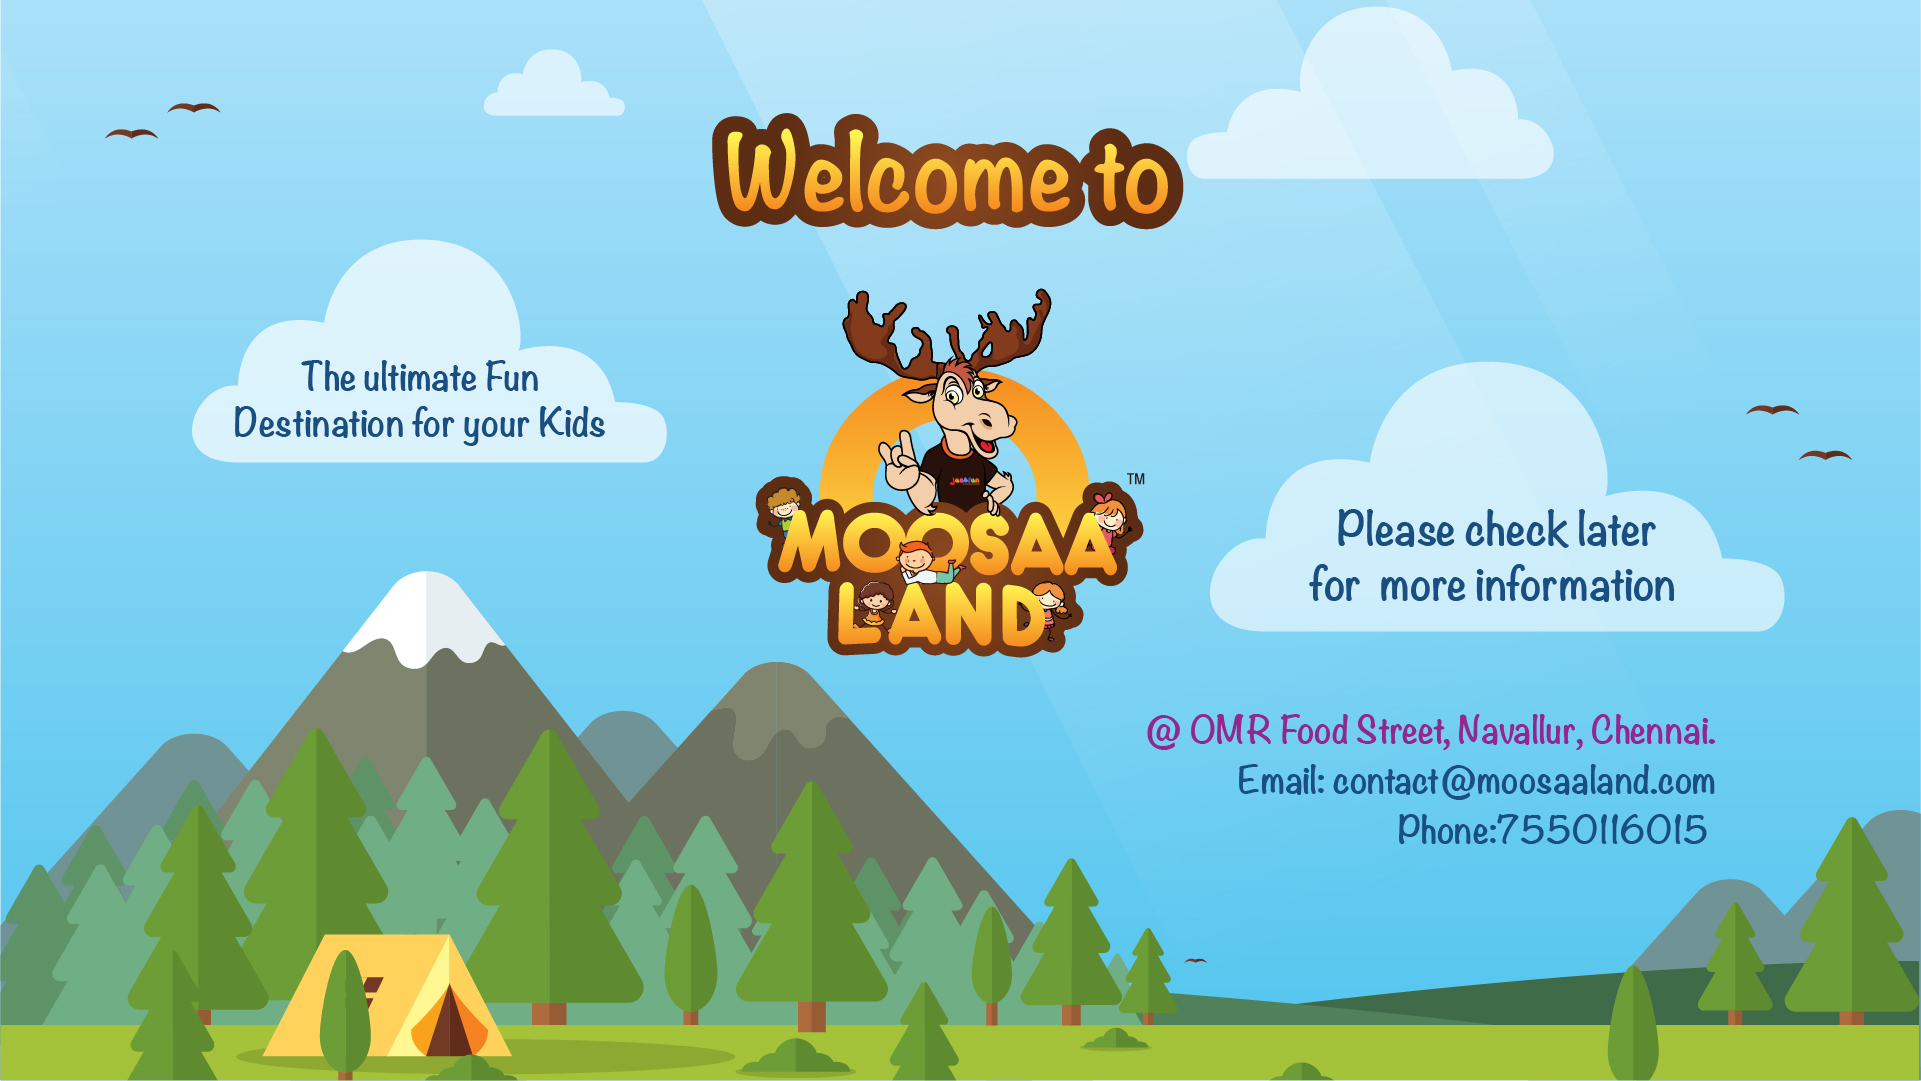 Welcome to
The ultimate Fun
Destination for your Kids
TM
MOOSAA
LAND
Please check later
for more information
@ OMR Food Street, Navallur, Chennai.
Email: contact@moosaaland.com
Phone:7550116015